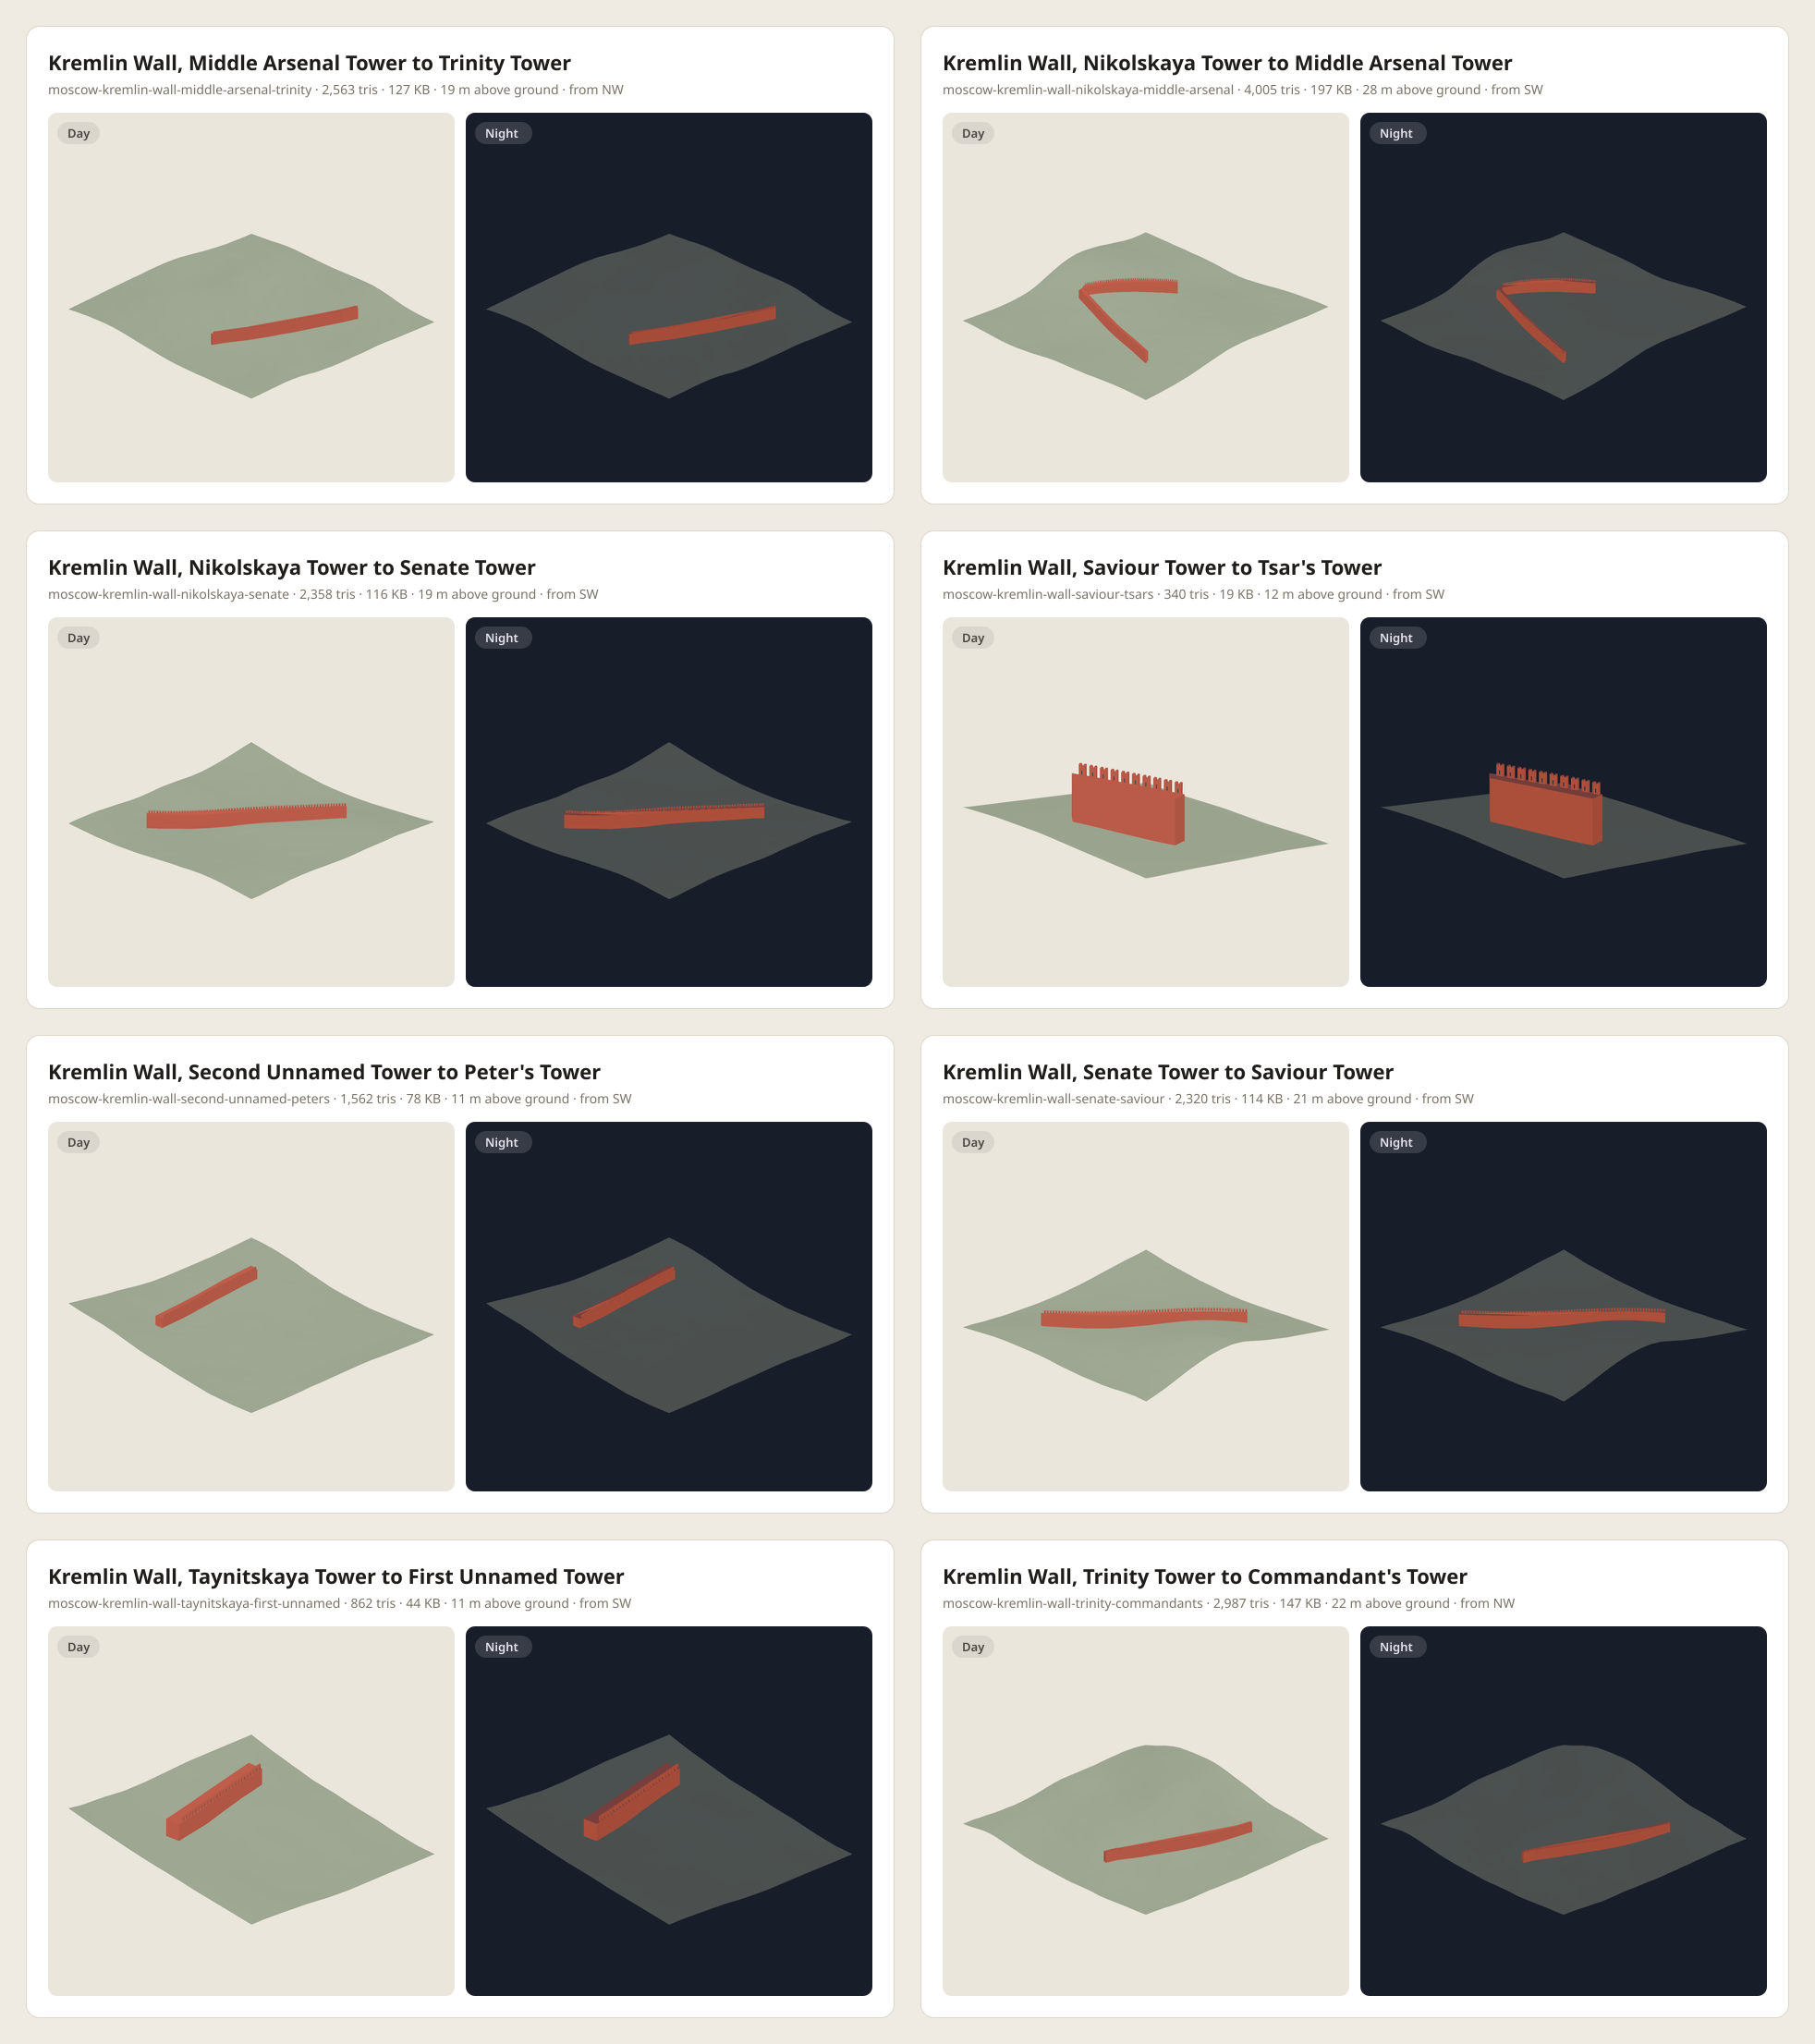 Kremlin Wall, Middle Arsenal Tower to Trinity Tower
moscow-kremlin-wall-middle-arsenal-trinity · 2,563 tris · 127 KB · 19 m above ground · from NW
Day
Night
Kremlin Wall, Nikolskaya Tower to Middle Arsenal Tower
moscow-kremlin-wall-nikolskaya-middle-arsenal · 4,005 tris · 197 KB · 28 m above ground · from SW
Day
Night
Kremlin Wall, Nikolskaya Tower to Senate Tower
moscow-kremlin-wall-nikolskaya-senate · 2,358 tris · 116 KB · 19 m above ground · from SW
Day
Night
Kremlin Wall, Saviour Tower to Tsar's Tower
moscow-kremlin-wall-saviour-tsars · 340 tris · 19 KB · 12 m above ground · from SW
Day
Night
Kremlin Wall, Second Unnamed Tower to Peter's Tower
moscow-kremlin-wall-second-unnamed-peters · 1,562 tris · 78 KB · 11 m above ground · from SW
Day
Night
Kremlin Wall, Senate Tower to Saviour Tower
moscow-kremlin-wall-senate-saviour · 2,320 tris · 114 KB · 21 m above ground · from SW
Day
Night
Kremlin Wall, Taynitskaya Tower to First Unnamed Tower
moscow-kremlin-wall-taynitskaya-first-unnamed · 862 tris · 44 KB · 11 m above ground · from SW
Day
Night
Kremlin Wall, Trinity Tower to Commandant's Tower
moscow-kremlin-wall-trinity-commandants · 2,987 tris · 147 KB · 22 m above ground · from NW
Day
Night